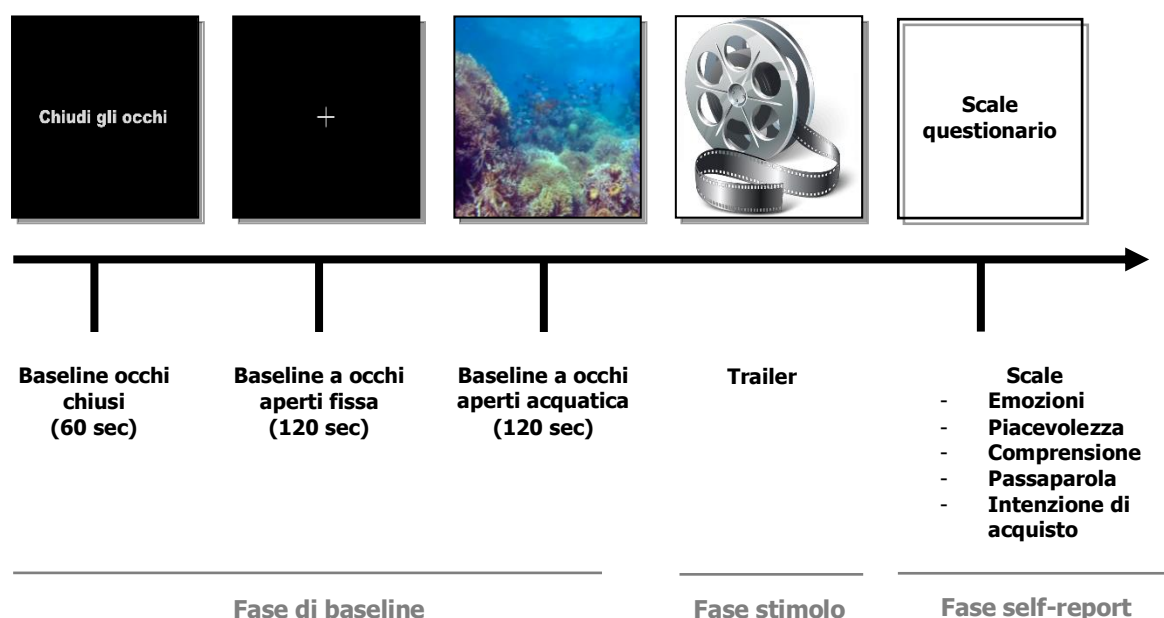 Chiudi gli occhi
+
Scale
questionario
Baseline occhi
chiusi
(60 sec)
Baseline a occhi
aperti fissa
(120 sec)
Baseline a occhi
aperti acquatica
(120 sec)
Trailer
Scale
- Emozioni
- Piacevolezza
- Comprensione
- Passaparola
- Intenzione di
acquisto
Fase di baseline
Fase stimolo
Fase self-report